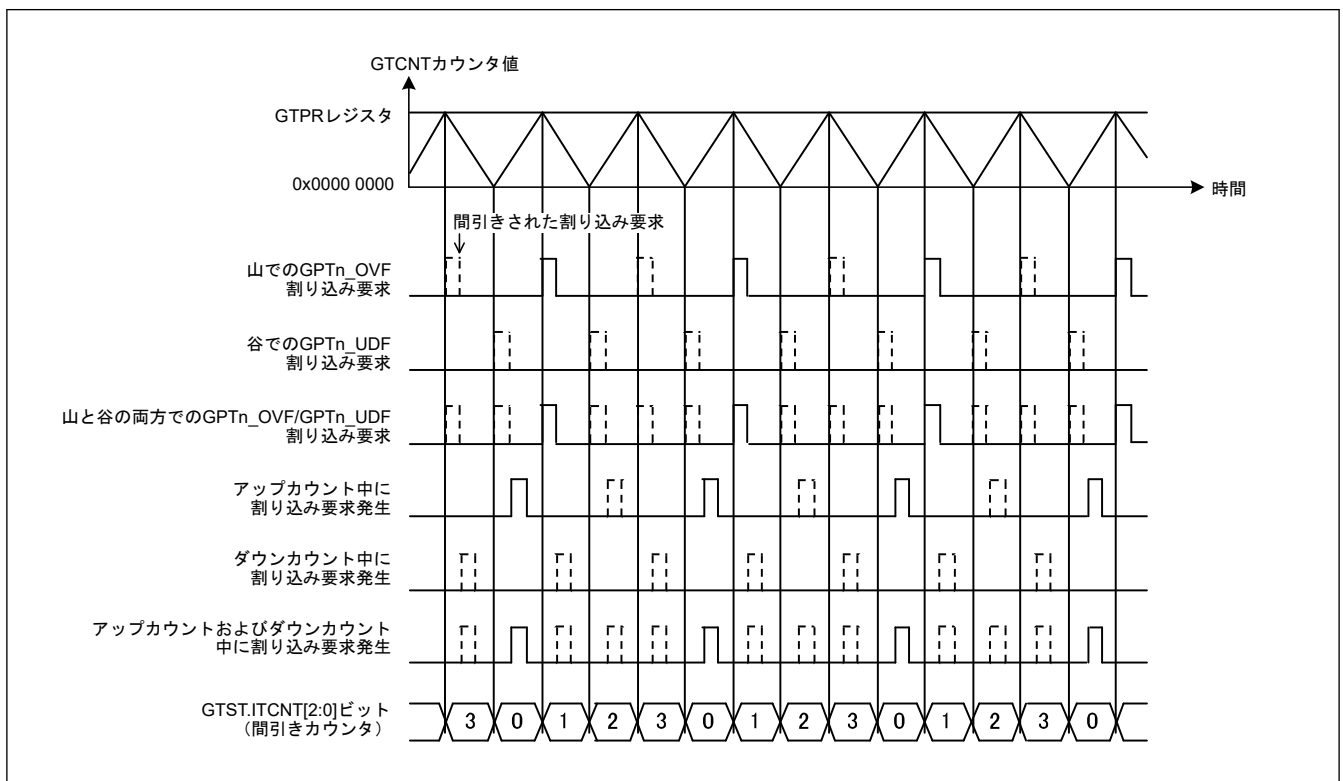 GTCNTカウンタ値
GTPRレジスタ
0x0000 0000
時間
間引きされた割り込み要求
山でのGPTn_OVF
割り込み要求
谷でのGPTn_UDF
割り込み要求
山と谷の両方でのGPTn_OVF/GPTn_UDF
割り込み要求
アップカウント中に
割り込み要求発生
ダウンカウント中に
割り込み要求発生
アップカウントおよびダウンカウント
中に割り込み要求発生
GTST.ITCNT[2:0]ビット
（間引きカウンタ）
3 0 1 2 3 0 1 2 3 0 1 2 3 0